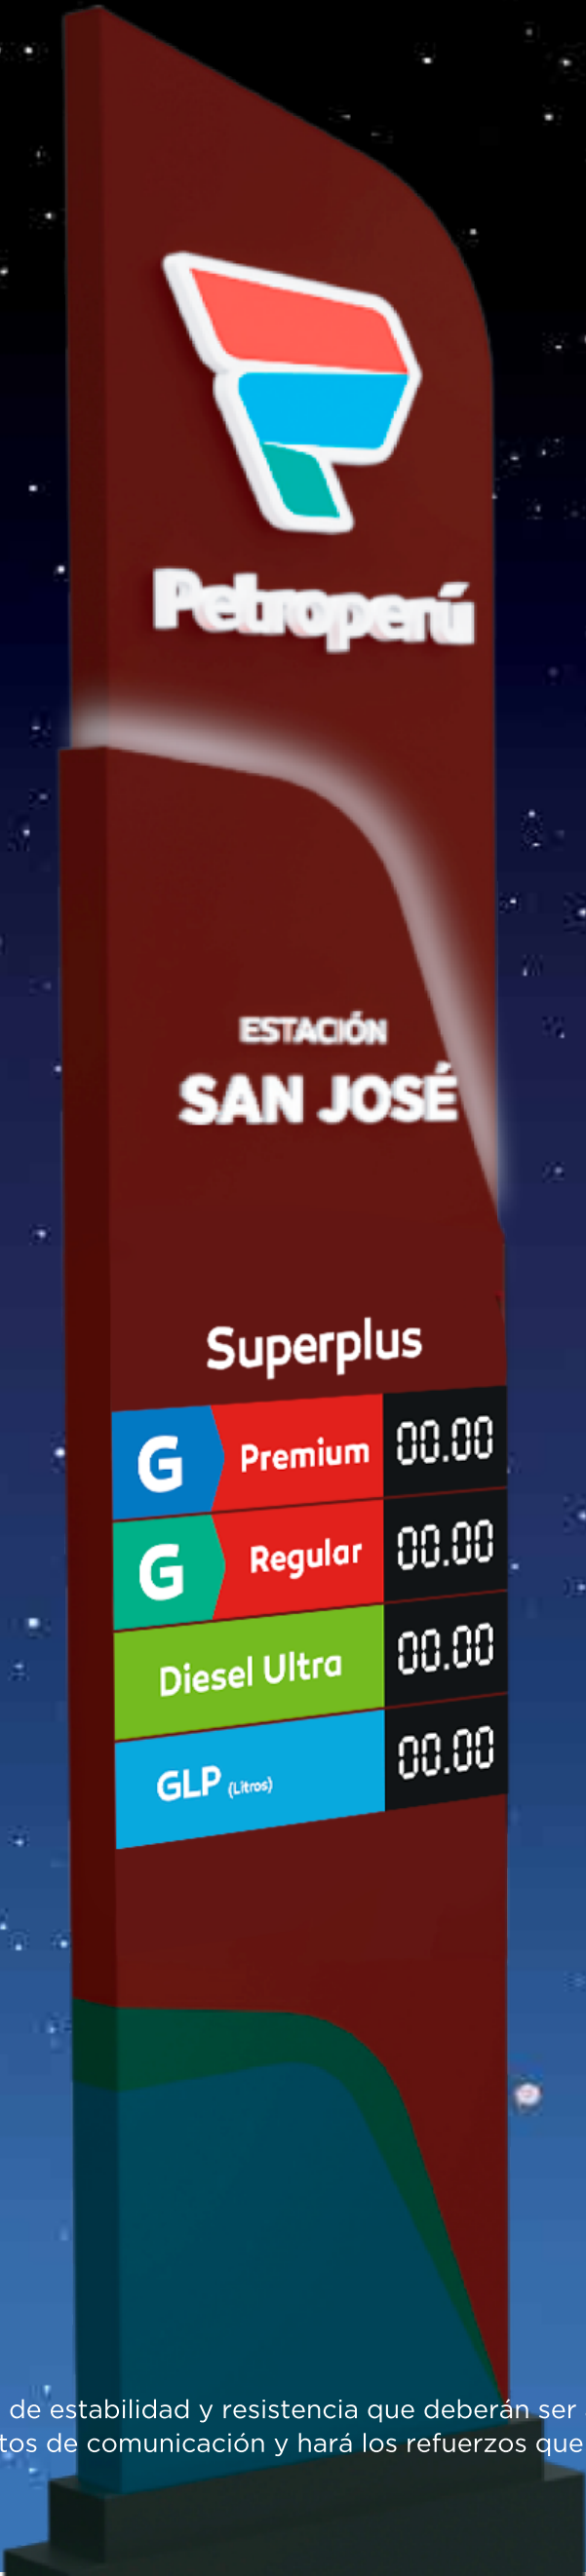 Petroperú
ESTACIÓN
SAN JOSÉ
Superplus
G Premium 00.00
G Regular 00.00
Diesel Ultra 00.00
GLP (Litros) 00.00
de estabilidad y resistencia que deberán ser
tos de comunicación y hará los refuerzos que